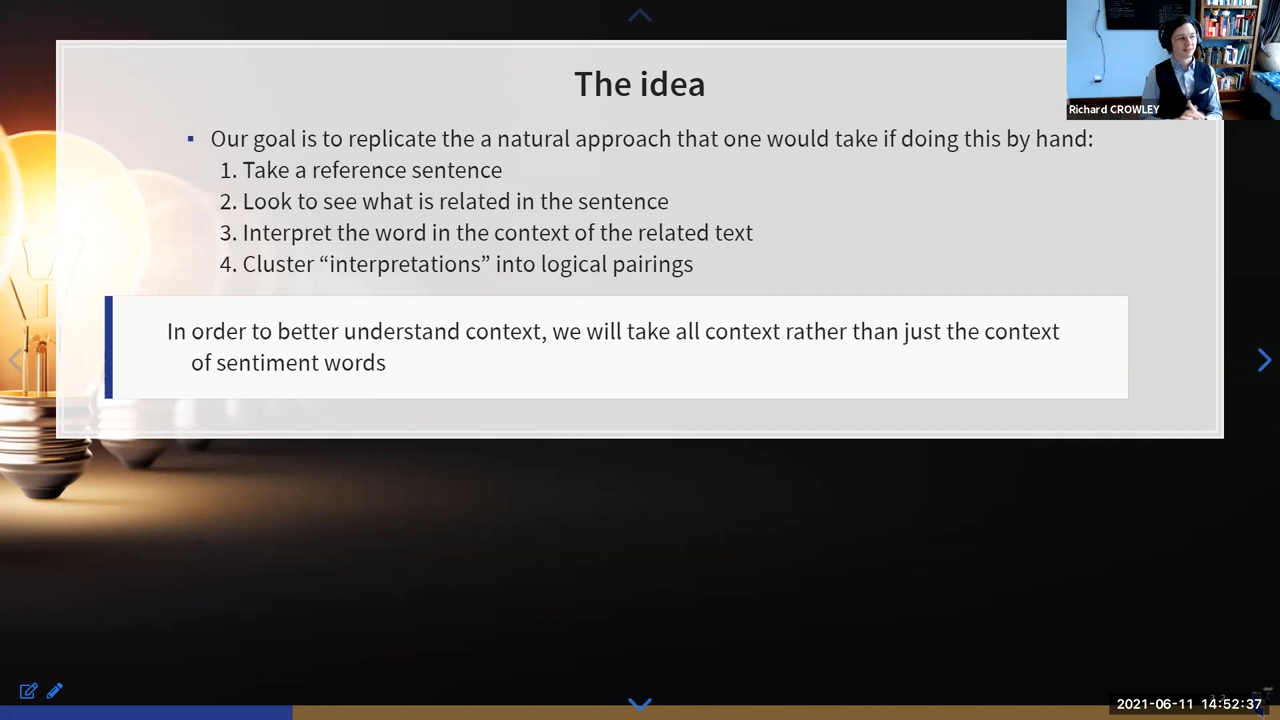 The idea
Richard CROWLEY
▪ Our goal is to replicate the a natural approach that one would take if doing this by hand:
1. Take a reference sentence
2. Look to see what is related in the sentence
3. Interpret the word in the context of the related text
4. Cluster “interpretations” into logical pairings
In order to better understand context, we will take all context rather than just the context
of sentiment words
2021-06-11 14:52:37